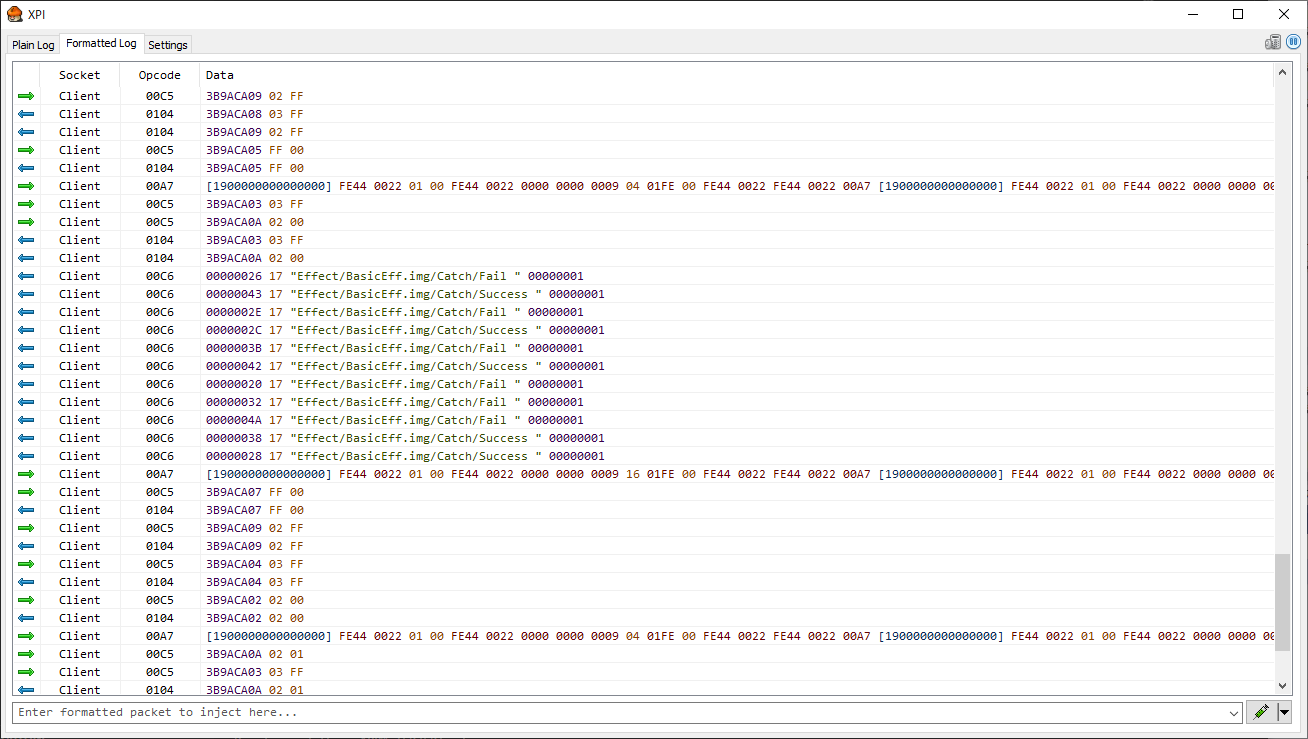 XPI
Plain Log Formatted Log Settings
Socket Opcode Data
Client 00C5 3B9ACA09 02 FF
Client 0104 3B9ACA08 03 FF
Client 0104 3B9ACA09 02 FF
Client 00C5 3B9ACA05 FF 00
Client 0104 3B9ACA05 FF 00
Client 00A7 [1900000000000000] FE44 0022 01 00 FE44 0022 0000 0000 0009 04 01FE 00 FE44 0022 FE44 0022 00A7 [1900000000000000] FE44 0022 01 00 FE44 0022 0000 0000 00
Client 00C5 3B9ACA03 03 FF
Client 00C5 3B9ACA0A 02 00
Client 0104 3B9ACA03 03 FF
Client 0104 3B9ACA0A 02 00
Client 00C6 00000026 17 "Effect/BasicEff.img/Catch/Fail " 00000001
Client 00C6 00000043 17 "Effect/BasicEff.img/Catch/Success " 00000001
Client 00C6 0000002E 17 "Effect/BasicEff.img/Catch/Fail " 00000001
Client 00C6 0000002C 17 "Effect/BasicEff.img/Catch/Success " 00000001
Client 00C6 0000003B 17 "Effect/BasicEff.img/Catch/Fail " 00000001
Client 00C6 00000042 17 "Effect/BasicEff.img/Catch/Success " 00000001
Client 00C6 00000020 17 "Effect/BasicEff.img/Catch/Fail " 00000001
Client 00C6 00000032 17 "Effect/BasicEff.img/Catch/Fail " 00000001
Client 00C6 0000004A 17 "Effect/BasicEff.img/Catch/Fail " 00000001
Client 00C6 00000038 17 "Effect/BasicEff.img/Catch/Success " 00000001
Client 00C6 00000028 17 "Effect/BasicEff.img/Catch/Success " 00000001
Client 00A7 [1900000000000000] FE44 0022 01 00 FE44 0022 0000 0000 0009 16 01FE 00 FE44 0022 FE44 0022 00A7 [1900000000000000] FE44 0022 01 00 FE44 0022 0000 0000 00
Client 00C5 3B9ACA07 FF 00
Client 0104 3B9ACA07 FF 00
Client 00C5 3B9ACA09 02 FF
Client 0104 3B9ACA09 02 FF
Client 00C5 3B9ACA04 03 FF
Client 0104 3B9ACA04 03 FF
Client 00C5 3B9ACA02 02 00
Client 0104 3B9ACA02 02 00
Client 00A7 [1900000000000000] FE44 0022 01 00 FE44 0022 0000 0000 0009 04 01FE 00 FE44 0022 FE44 0022 00A7 [1900000000000000] FE44 0022 01 00 FE44 0022 0000 0000 00
Client 00C5 3B9ACA0A 02 01
Client 00C5 3B9ACA03 03 FF
Client 0104 3B9ACA0A 02 01
Enter formatted packet to inject here...